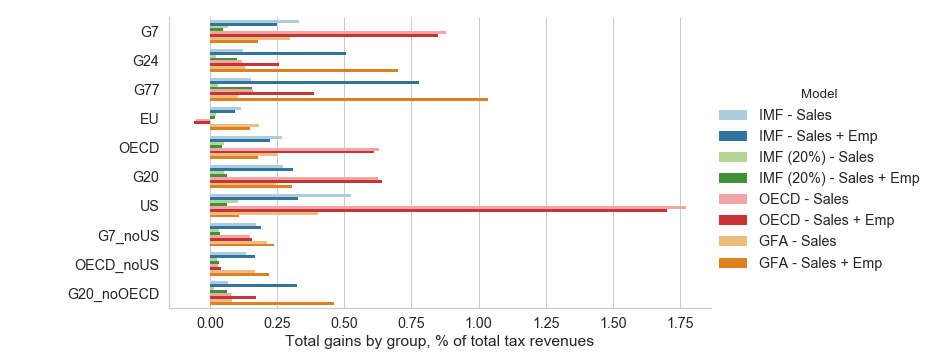 G7
G24
G77
EU
OECD
G20
US
G7_noUS
OECD_noUS
G20_noOECD
0.00 0.25 0.50 0.75 1.00 1.25 1.50 1.75
Total gains by group, % of total tax revenues
Model
IMF - Sales
IMF - Sales + Emp
IMF (20%) - Sales
IMF (20%) - Sales + Emp
OECD - Sales
OECD - Sales + Emp
GFA - Sales
GFA - Sales + Emp